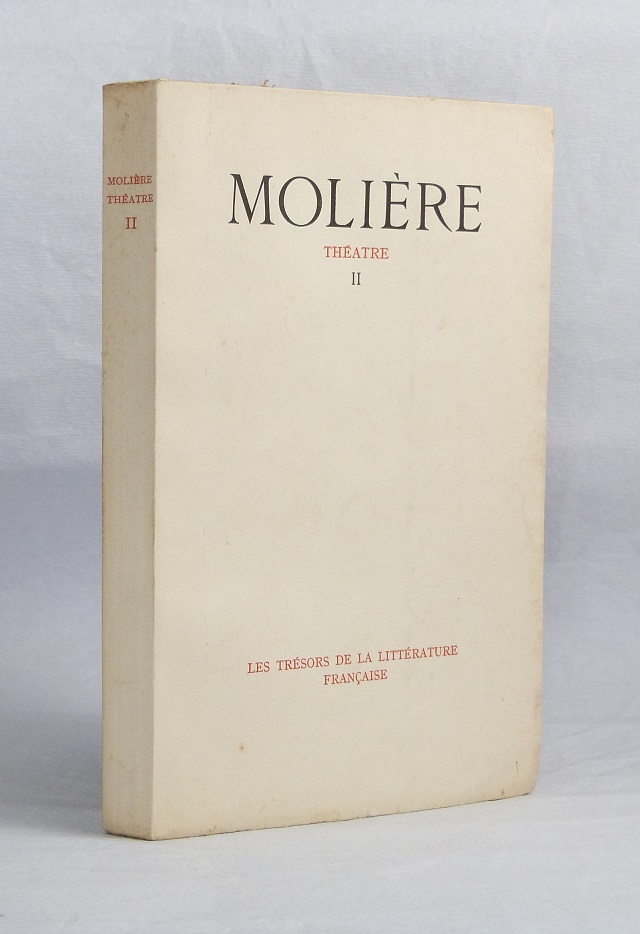 MOLIÈRE
THÉATRE
II
MOLIÈRE
THÉATRE
II
LES TRÉSORS DE LA LITTÉRATURE
FRANÇAISE